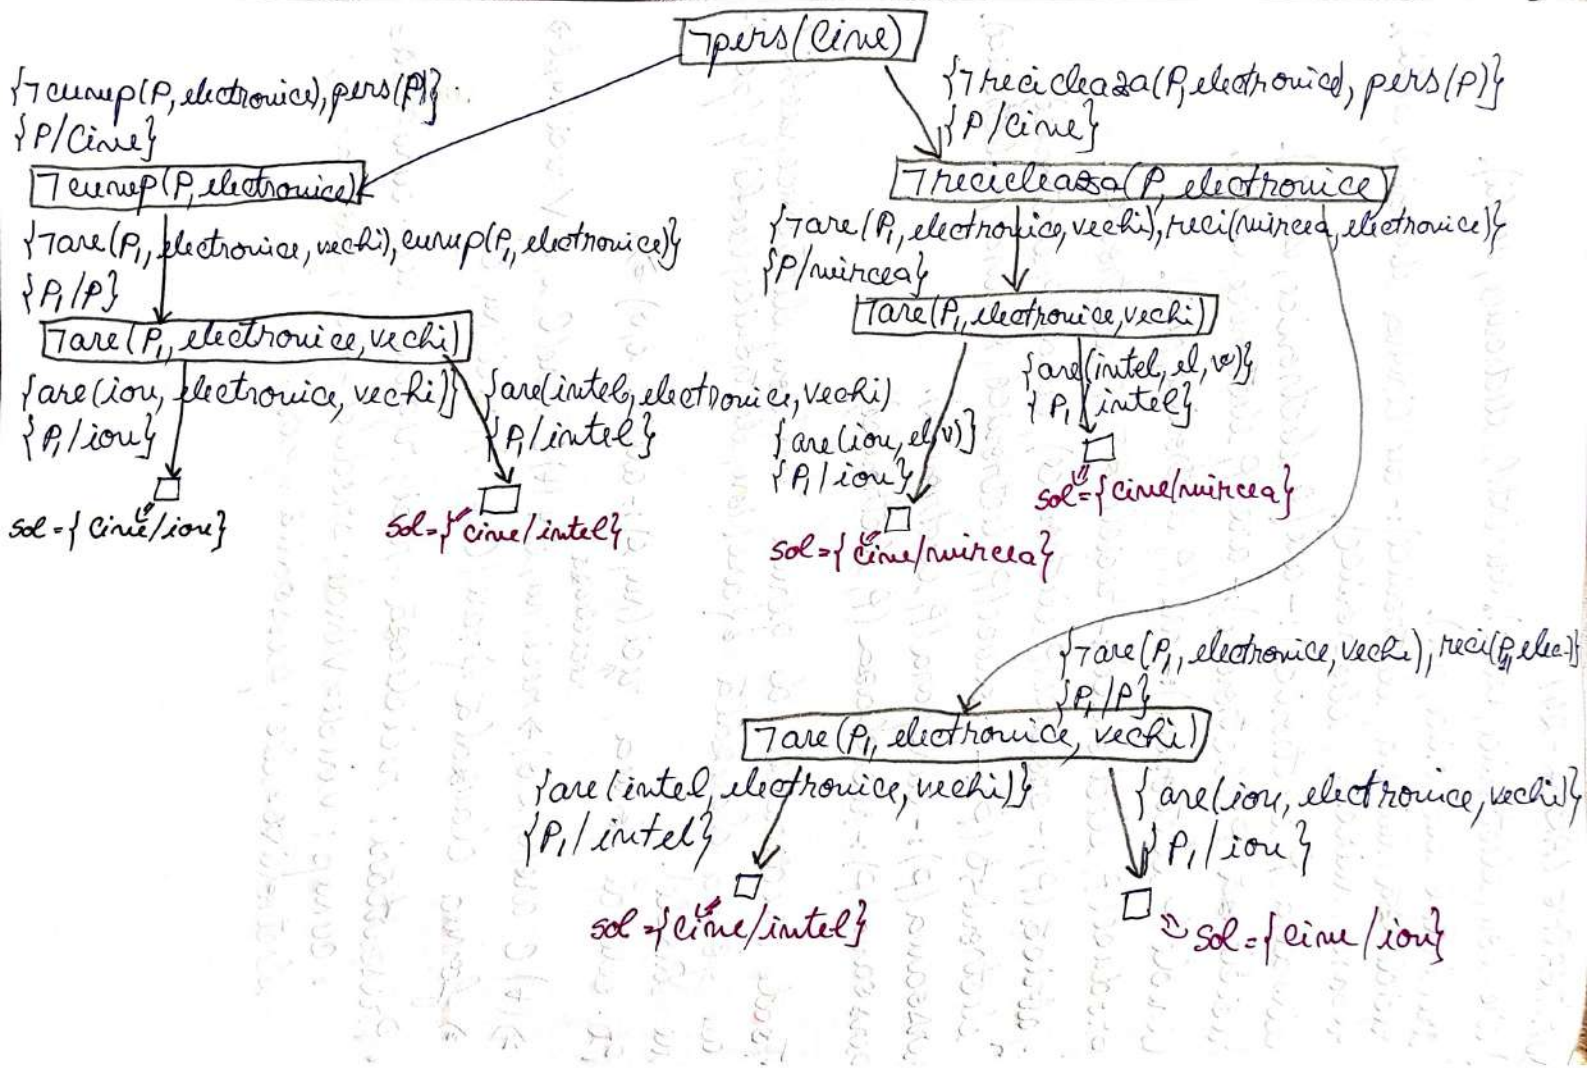 ¬pers(Cine)
{¬cump(P, electronice), pers(P)}
{P/Cine}
{¬recicleaza(P, electronice), pers(P)}
{P/Cine}
¬cump(P, electronice)
¬recicleaza(P, electronice
{¬are(P₁, electronice, vechi), cump(P₁, electronice)}
{P₁/P}
{¬are(P₁, electronice, vechi), reci(mircea, electronice)}
{P/mircea}
¬are(P₁, electronice, vechi)
¬are(P₁, electronice, vechi)
{are(ion, electronice, vechi)}
{P₁/ion}
{are(intel, electronice, vechi)
{P₁/intel}
{are(intel, el, v)}
{P₁/intel}
{are(ion, el, v)}
{P₁/ion}
sol={Cine/ion}
sol={cine/intel}
sol={cine/mircea}
sol={cine/mircea}
{¬are(P₁, electronice, vechi), reci(P₁, elec.)}
{P₁/P}
¬are(P₁, electronice, vechi)
{are(intel, electronice, vechi)}
{P₁/intel}
{are(ion, electronice, vechi)}
{P₁/ion}
sol={cine/intel}
sol={cine/ion}